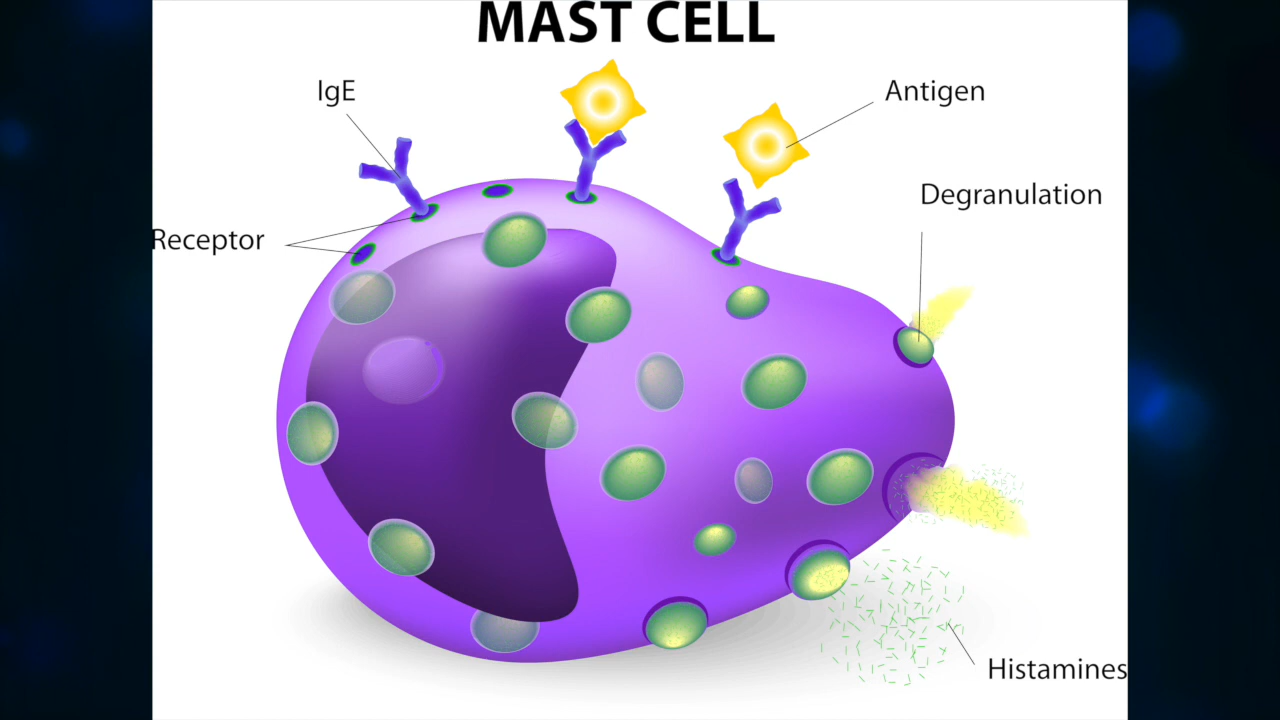 MAST CELL
IgE
Antigen
Degranulation
Receptor
Histamines